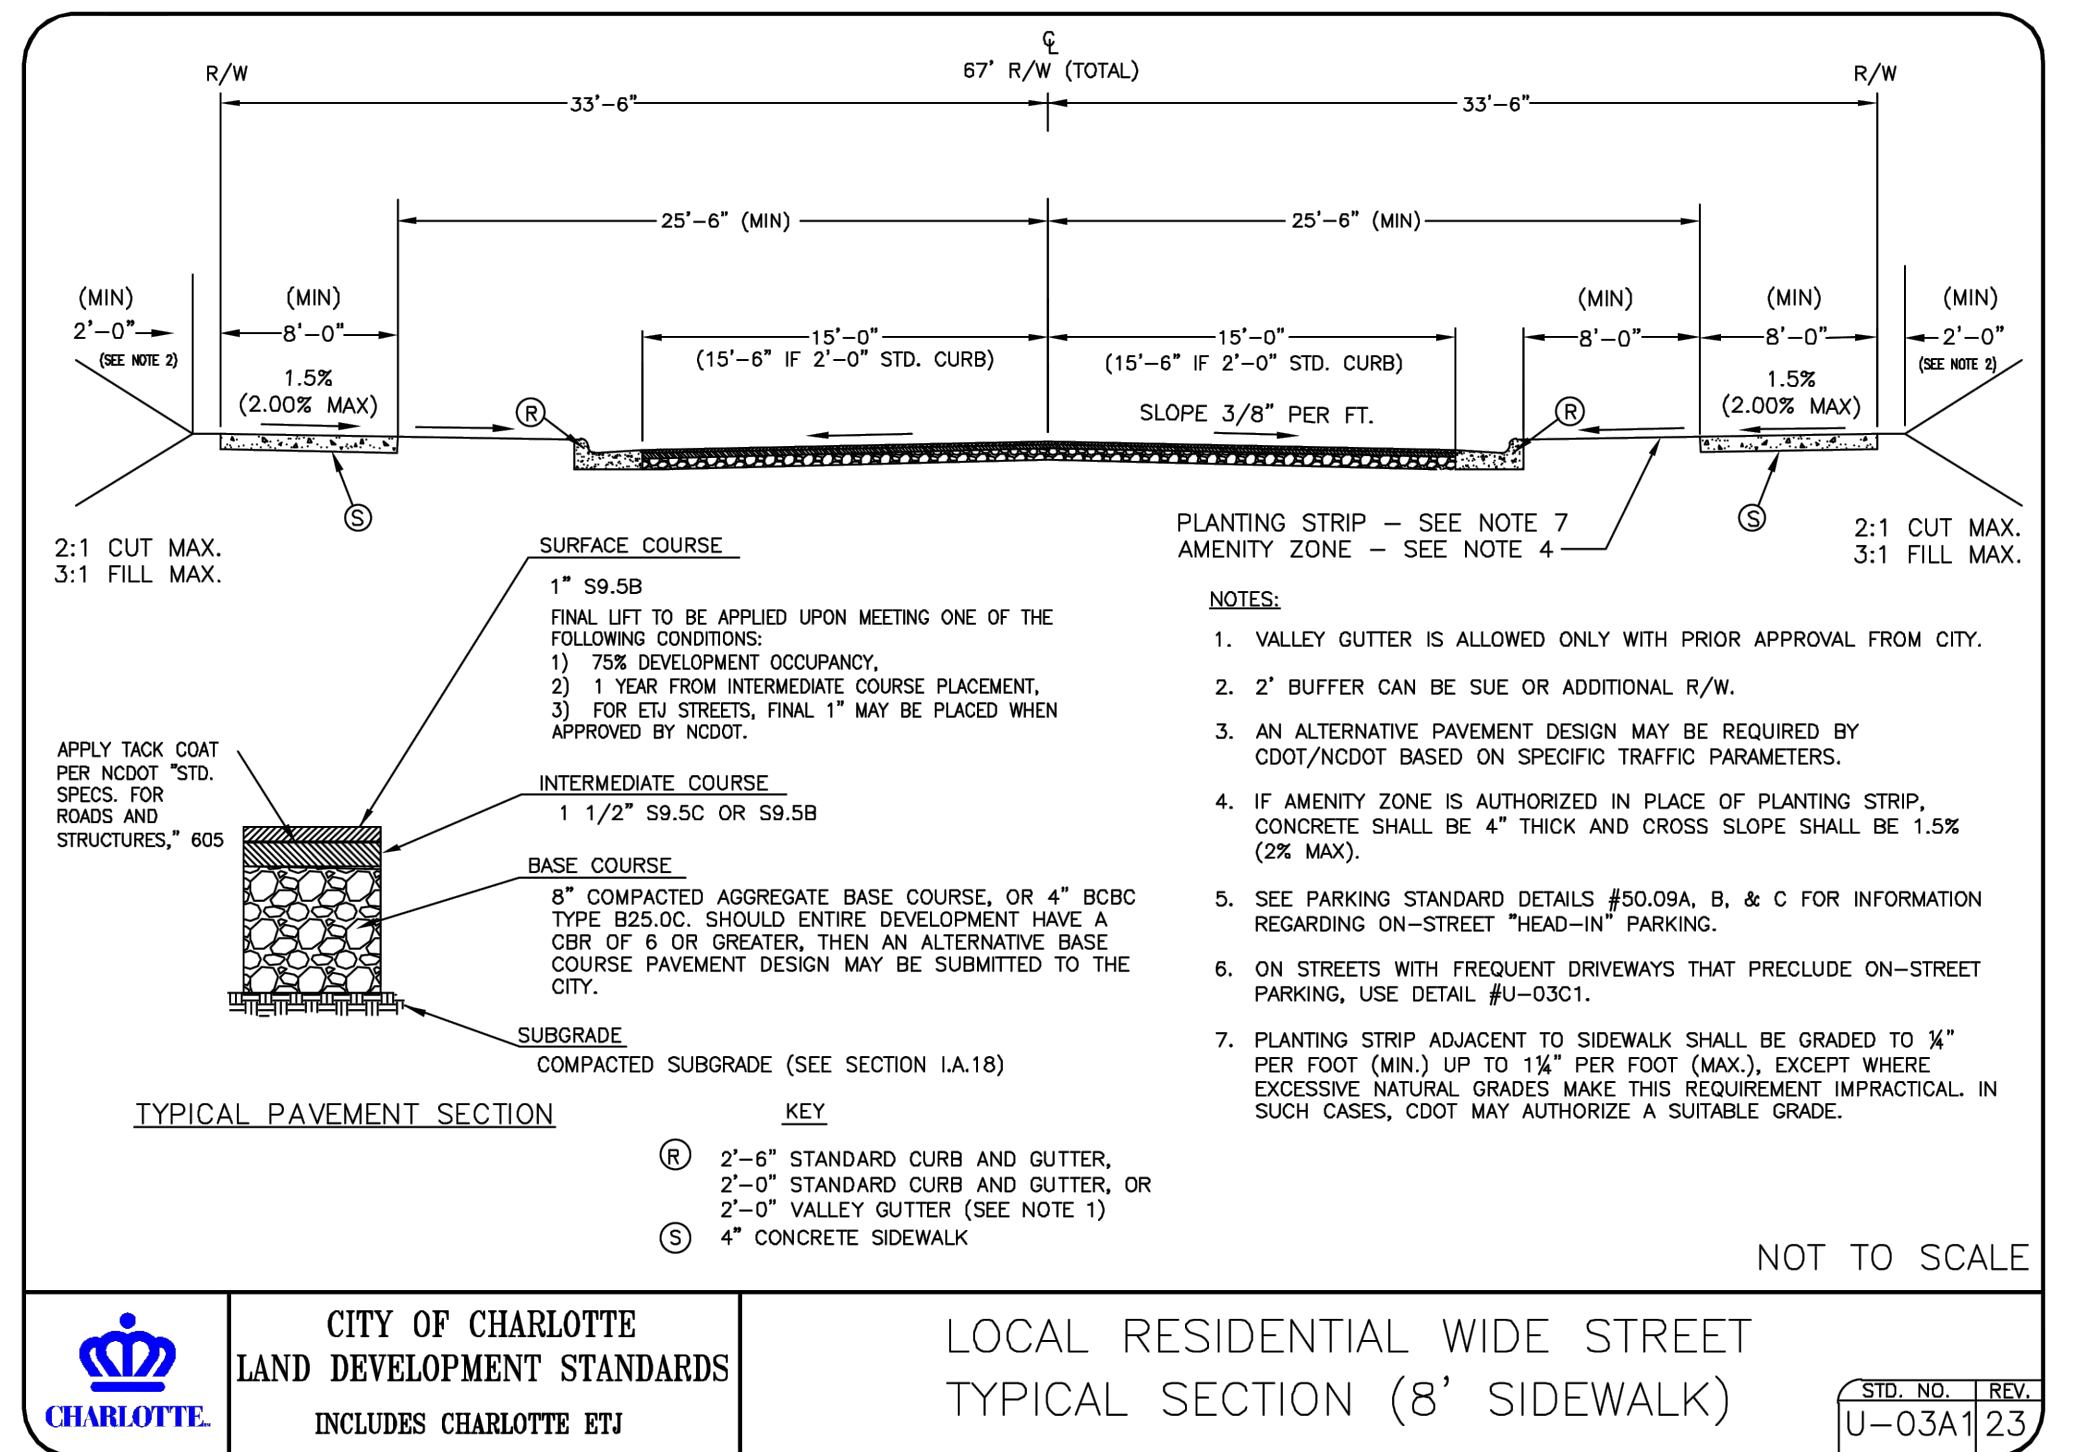 ℄
67' R/W (TOTAL)
R/W
R/W
33'-6"
33'-6"
25'-6" (MIN)
25'-6" (MIN)
(MIN)
2'-0"
(SEE NOTE 2)
(MIN)
8'-0"
1.5%
(2.00% MAX)
15'-0"
(15'-6" IF 2'-0" STD. CURB)
15'-0"
(15'-6" IF 2'-0" STD. CURB)
SLOPE 3/8" PER FT.
(MIN)
8'-0"
(MIN)
8'-0"
1.5%
(2.00% MAX)
(MIN)
2'-0"
(SEE NOTE 2)
R
R
S
S
2:1 CUT MAX.
3:1 FILL MAX.
PLANTING STRIP – SEE NOTE 7
AMENITY ZONE – SEE NOTE 4
2:1 CUT MAX.
3:1 FILL MAX.
SURFACE COURSE
1" S9.5B
FINAL LIFT TO BE APPLIED UPON MEETING ONE OF THE
FOLLOWING CONDITIONS:
1) 75% DEVELOPMENT OCCUPANCY,
2) 1 YEAR FROM INTERMEDIATE COURSE PLACEMENT,
3) FOR ETJ STREETS, FINAL 1" MAY BE PLACED WHEN
APPROVED BY NCDOT.
APPLY TACK COAT
PER NCDOT "STD.
SPECS. FOR
ROADS AND
STRUCTURES," 605
INTERMEDIATE COURSE
1 1/2" S9.5C OR S9.5B
BASE COURSE
8" COMPACTED AGGREGATE BASE COURSE, OR 4" BCBC
TYPE B25.0C. SHOULD ENTIRE DEVELOPMENT HAVE A
CBR OF 6 OR GREATER, THEN AN ALTERNATIVE BASE
COURSE PAVEMENT DESIGN MAY BE SUBMITTED TO THE
CITY.
SUBGRADE
COMPACTED SUBGRADE (SEE SECTION I.A.18)
TYPICAL PAVEMENT SECTION
KEY
R 2'-6" STANDARD CURB AND GUTTER,
2'-0" STANDARD CURB AND GUTTER, OR
2'-0" VALLEY GUTTER (SEE NOTE 1)
S 4" CONCRETE SIDEWALK
NOTES:
1. VALLEY GUTTER IS ALLOWED ONLY WITH PRIOR APPROVAL FROM CITY.
2. 2' BUFFER CAN BE SUE OR ADDITIONAL R/W.
3. AN ALTERNATIVE PAVEMENT DESIGN MAY BE REQUIRED BY
CDOT/NCDOT BASED ON SPECIFIC TRAFFIC PARAMETERS.
4. IF AMENITY ZONE IS AUTHORIZED IN PLACE OF PLANTING STRIP,
CONCRETE SHALL BE 4" THICK AND CROSS SLOPE SHALL BE 1.5%
(2% MAX).
5. SEE PARKING STANDARD DETAILS #50.09A, B, & C FOR INFORMATION
REGARDING ON-STREET "HEAD-IN" PARKING.
6. ON STREETS WITH FREQUENT DRIVEWAYS THAT PRECLUDE ON-STREET
PARKING, USE DETAIL #U-03C1.
7. PLANTING STRIP ADJACENT TO SIDEWALK SHALL BE GRADED TO ¼"
PER FOOT (MIN.) UP TO 1¼" PER FOOT (MAX.), EXCEPT WHERE
EXCESSIVE NATURAL GRADES MAKE THIS REQUIREMENT IMPRACTICAL. IN
SUCH CASES, CDOT MAY AUTHORIZE A SUITABLE GRADE.
NOT TO SCALE
CHARLOTTE
CITY OF CHARLOTTE
LAND DEVELOPMENT STANDARDS
INCLUDES CHARLOTTE ETJ
LOCAL RESIDENTIAL WIDE STREET
TYPICAL SECTION (8' SIDEWALK)
STD. NO. REV.
U-03A1 23